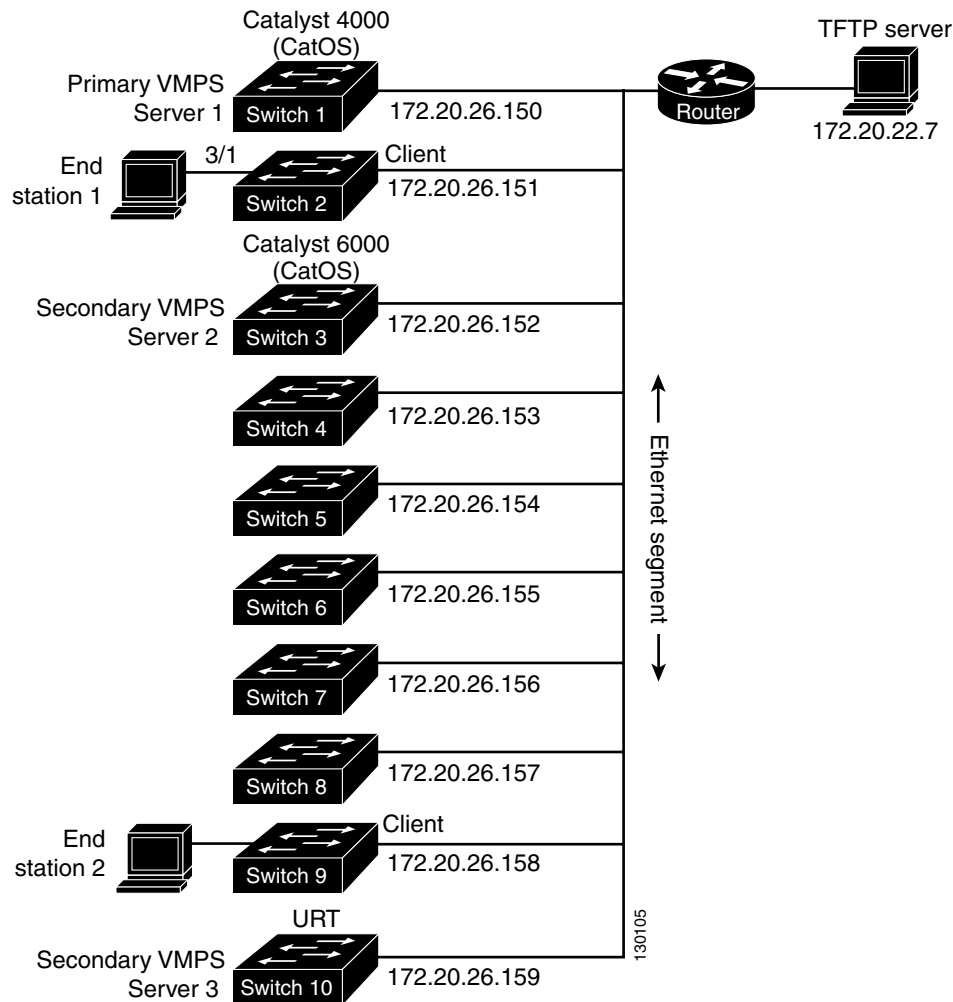 Catalyst 4000
(CatOS)
TFTP server
Primary VMPS
Server 1
Switch 1
172.20.26.150
Router
172.20.22.7
End
station 1
3/1
Client
Switch 2
172.20.26.151
Catalyst 6000
(CatOS)
Secondary VMPS
Server 2
Switch 3
172.20.26.152
Switch 4
172.20.26.153
Switch 5
172.20.26.154
Ethernet segment
Switch 6
172.20.26.155
Switch 7
172.20.26.156
Switch 8
172.20.26.157
End
station 2
Client
Switch 9
172.20.26.158
URT
Secondary VMPS
Server 3
Switch 10
172.20.26.159
130105